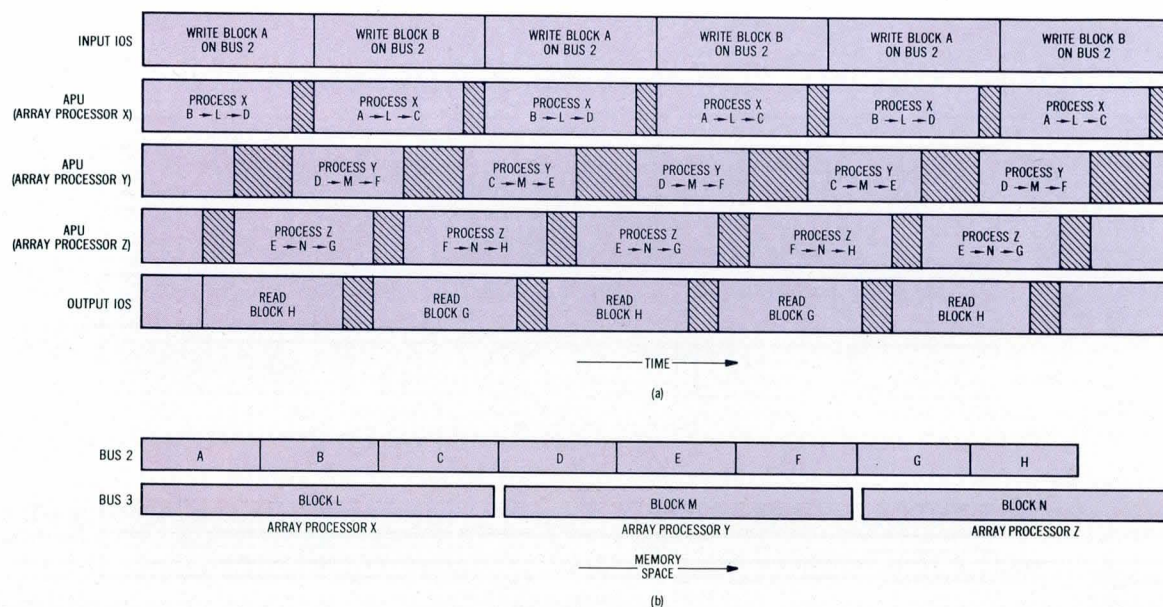 INPUT IOS
WRITE BLOCK A
ON BUS 2
WRITE BLOCK B
ON BUS 2
WRITE BLOCK A
ON BUS 2
WRITE BLOCK B
ON BUS 2
WRITE BLOCK A
ON BUS 2
WRITE BLOCK B
ON BUS 2
APU
(ARRAY PROCESSOR X)
PROCESS X
B → L → D
PROCESS X
A → L → C
PROCESS X
B → L → D
PROCESS X
A → L → C
PROCESS X
B → L → D
PROCESS X
A → L → C
APU
(ARRAY PROCESSOR Y)
PROCESS Y
D → M → F
PROCESS Y
C → M → E
PROCESS Y
D → M → F
PROCESS Y
C → M → E
PROCESS Y
D → M → F
APU
(ARRAY PROCESSOR Z)
PROCESS Z
E → N → G
PROCESS Z
F → N → H
PROCESS Z
E → N → G
PROCESS Z
F → N → H
PROCESS Z
E → N → G
OUTPUT IOS
READ
BLOCK H
READ
BLOCK G
READ
BLOCK H
READ
BLOCK G
READ
BLOCK H
TIME
(a)
BUS 2
A B C D E F G H
BUS 3
BLOCK L BLOCK M BLOCK N
ARRAY PROCESSOR X ARRAY PROCESSOR Y ARRAY PROCESSOR Z
MEMORY
SPACE
(b)